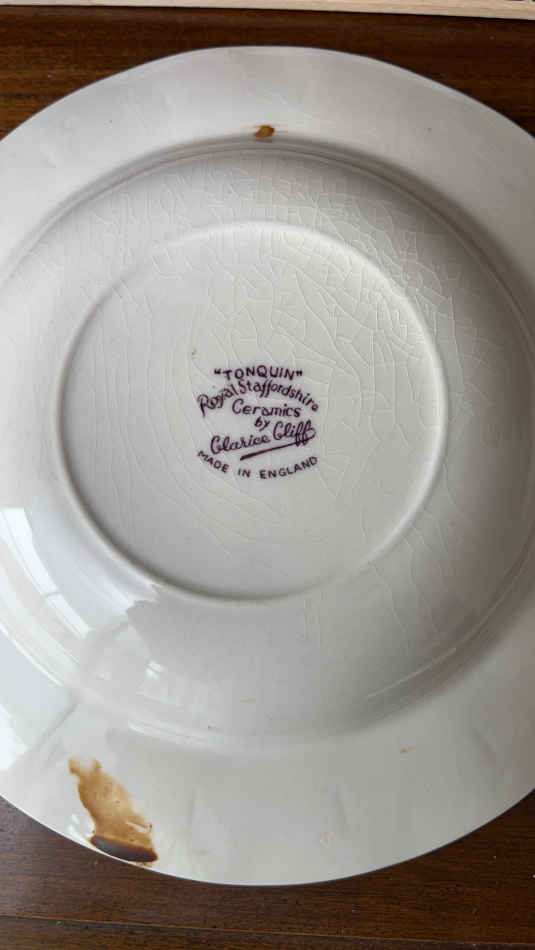 "TONQUIN"
Royal Staffordshire
Ceramics
by
Clarice Cliff
MADE IN ENGLAND